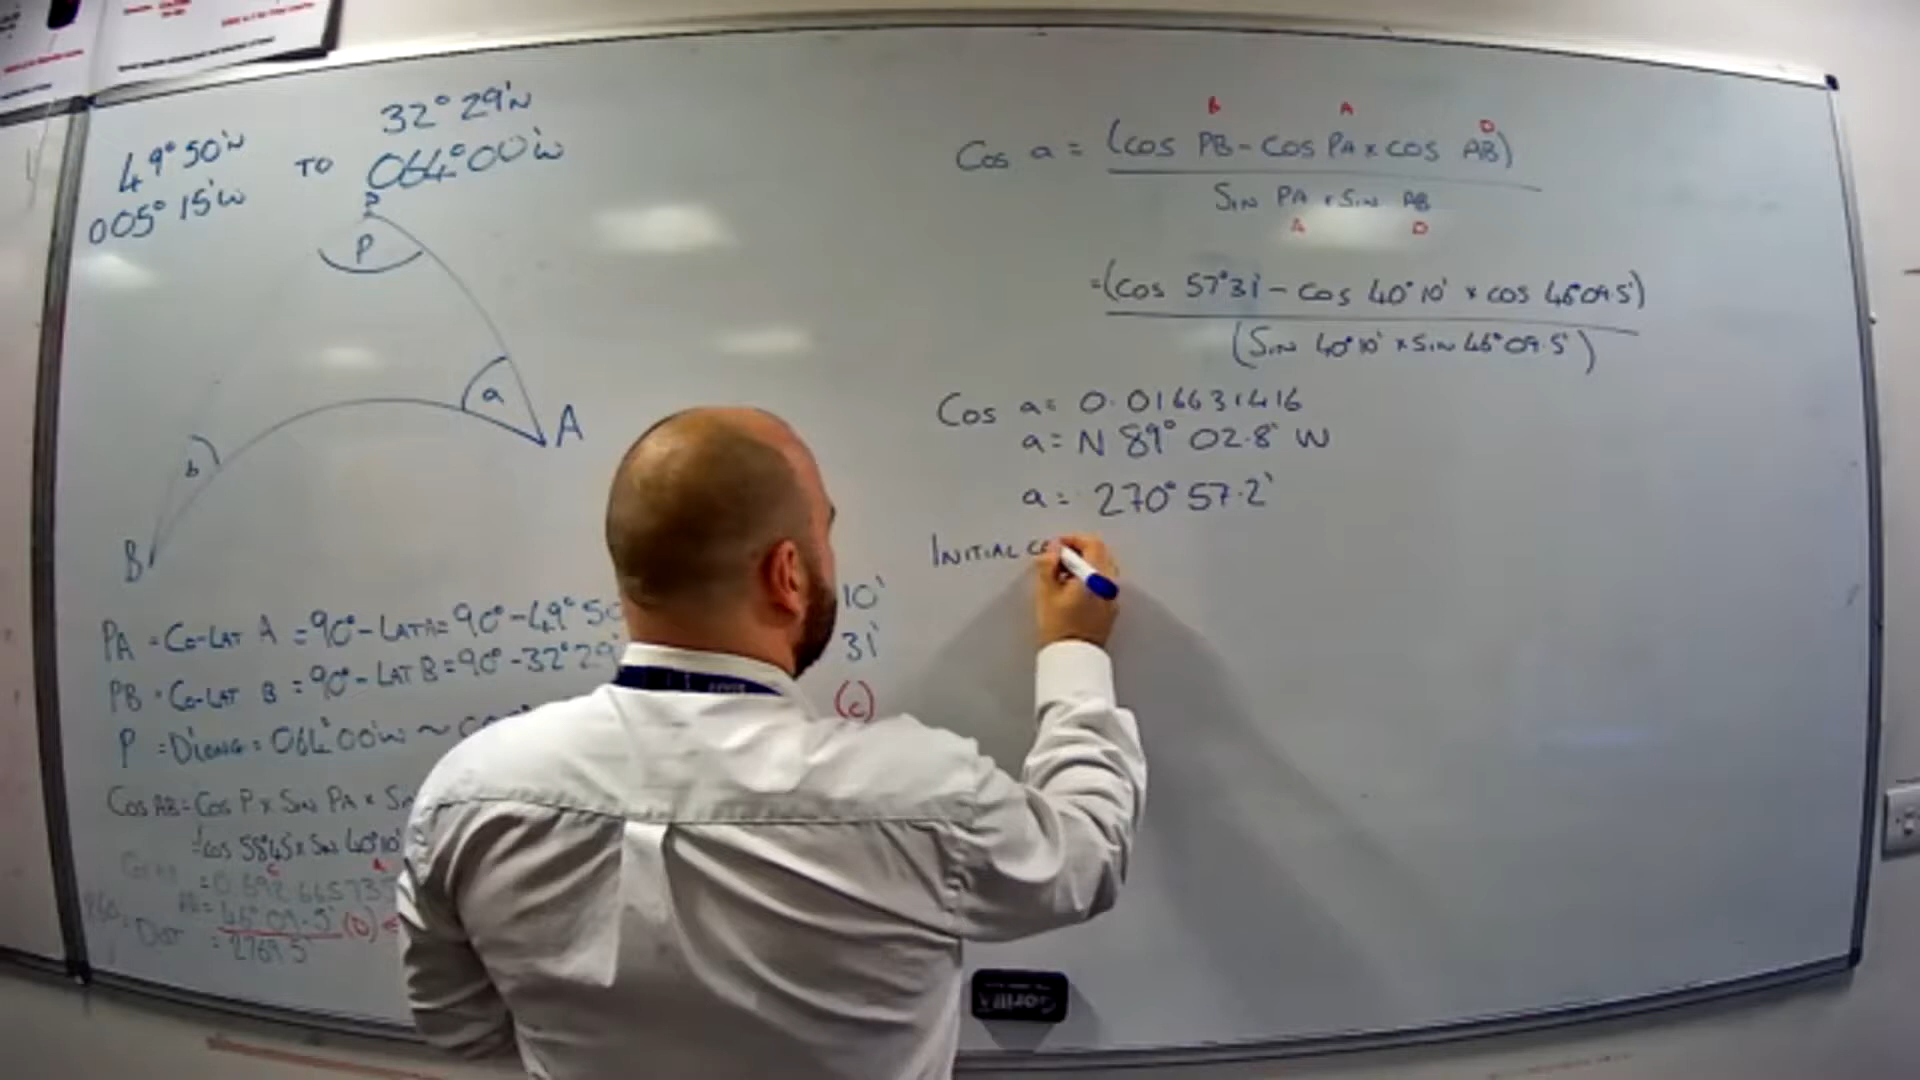 32°29'N
49°50'N TO 064°00'W
005°15'W
P
P
a
A
b
B
PA = Co-LAT A = 90° - LAT A = 90° - 49°50 10'
PB = Co-LAT B = 90° - LAT B = 90° - 32°29' 31'
(c)
P = D'LONG = 064°00'W ~
Cos AB = Cos P x Sin PA x
= Cos 58°45' x Sin 40°10'
C A
= 0.692665735
AB = 46°09.5' (D)
Dist = 2769.5'
B A D
Cos a = (cos PB - cos PA x cos AB)
Sin PA x Sin AB
A D
= (cos 57°31' - cos 40°10' x cos 46°09.5')
(Sin 40°10' x Sin 46°09.5')
Cos a = 0.016631416
a = N 89° 02.8' W
a = 270° 57.2'
INITIAL CO
Gorilla